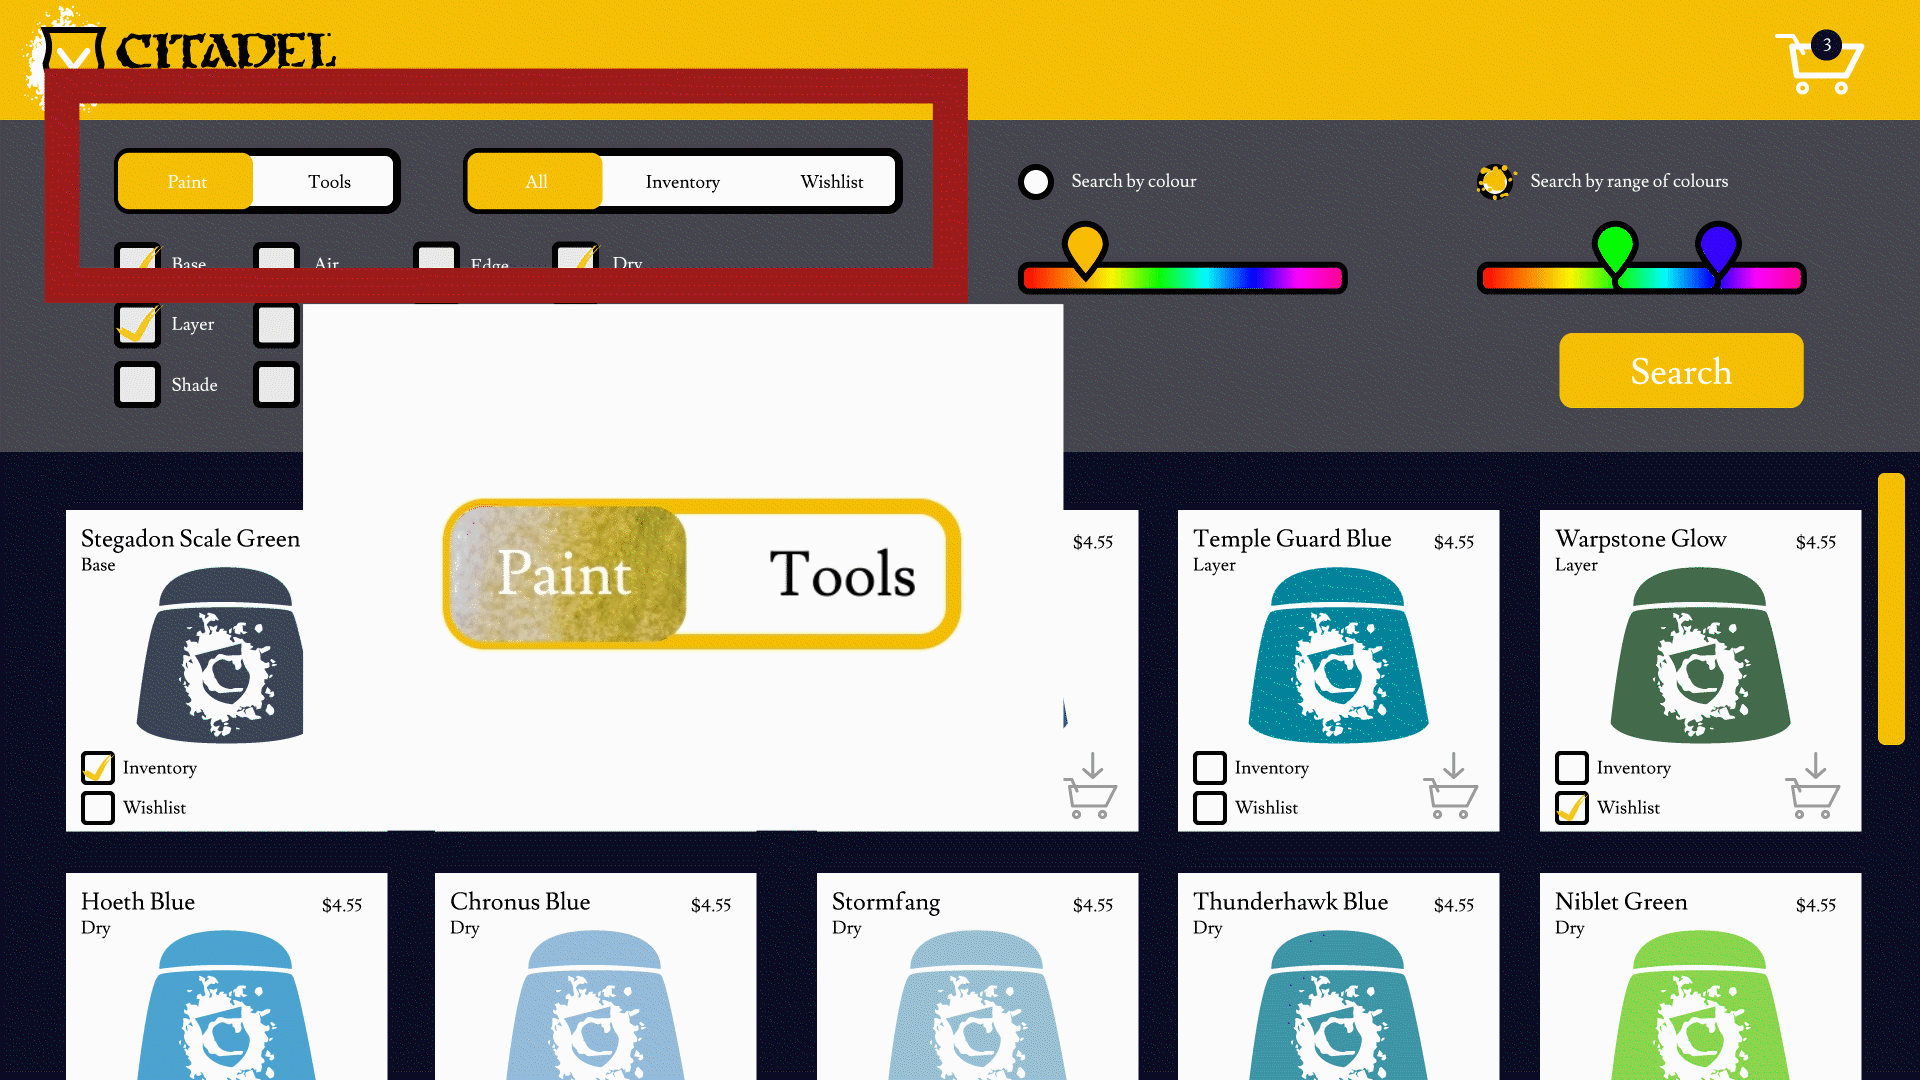 CITADEL
3
Paint Tools All Inventory Wishlist
Search by colour Search by range of colours
Base Air Edge Dry
Layer
Shade
Search
Paint Tools
Stegadon Scale Green
Base
$4.55
Temple Guard Blue $4.55
Layer
Warpstone Glow $4.55
Layer
Inventory
Wishlist
Inventory
Wishlist
Inventory
Wishlist
Hoeth Blue $4.55
Dry
Chronus Blue $4.55
Dry
Stormfang $4.55
Dry
Thunderhawk Blue $4.55
Dry
Niblet Green $4.55
Dry